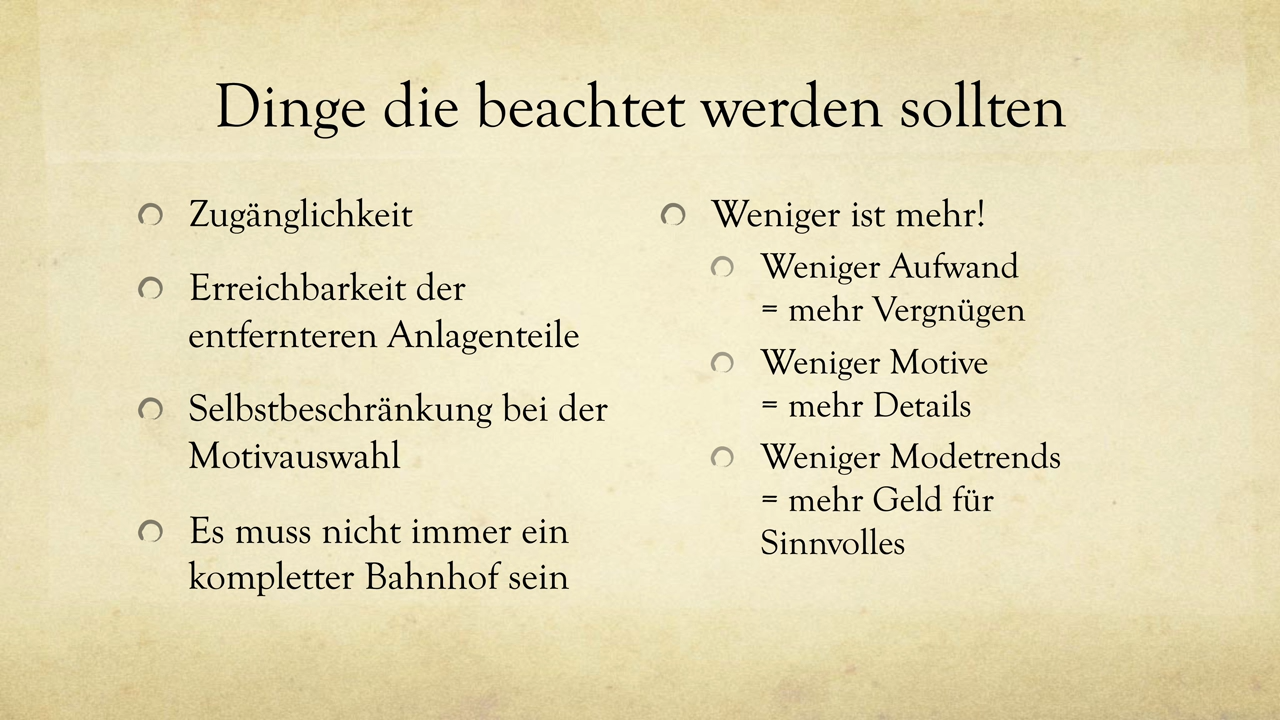 Dinge die beachtet werden sollten
Zugänglichkeit
Erreichbarkeit der
entfernteren Anlagenteile
Selbstbeschränkung bei der
Motivauswahl
Es muss nicht immer ein
kompletter Bahnhof sein
Weniger ist mehr!
Weniger Aufwand
= mehr Vergnügen
Weniger Motive
= mehr Details
Weniger Modetrends
= mehr Geld für
Sinnvolles